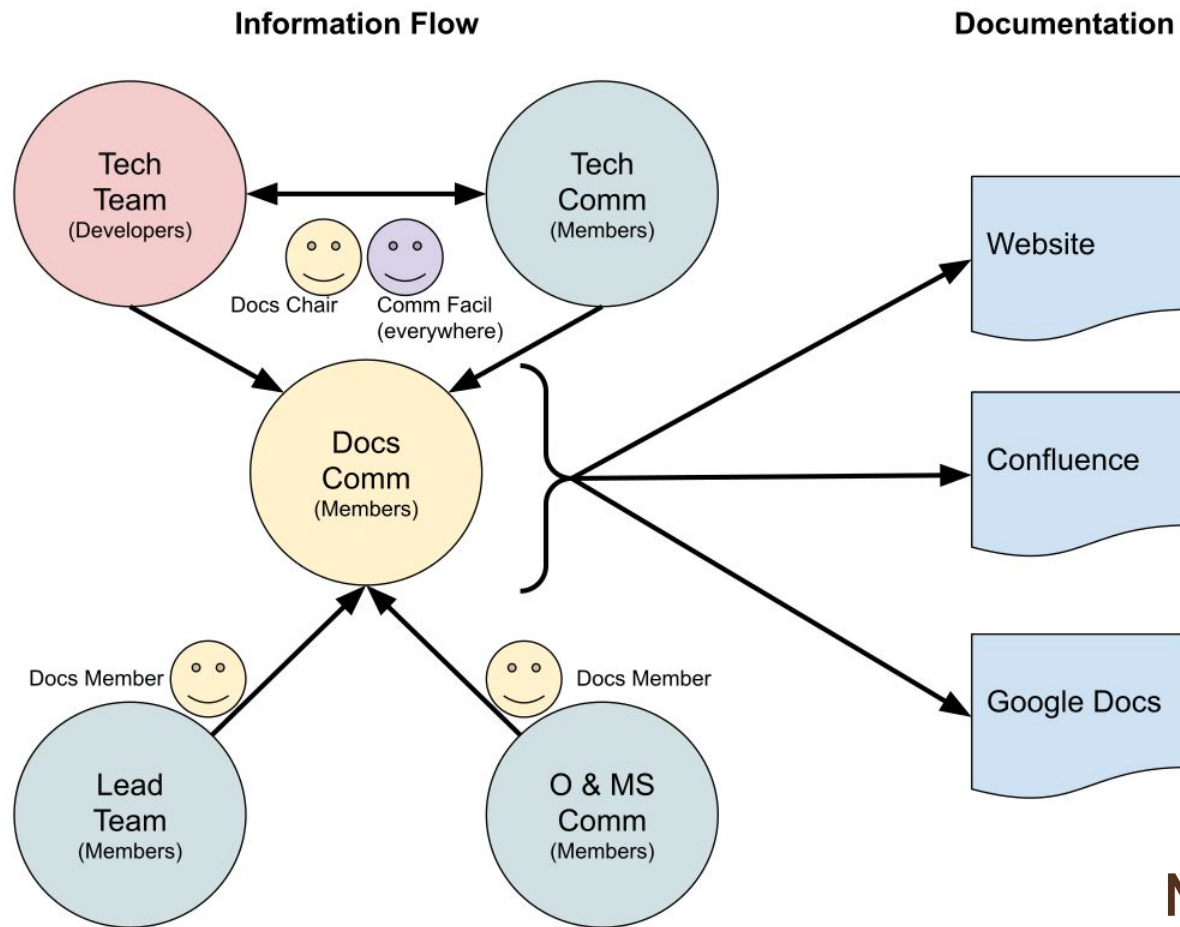 Information Flow
Documentation
Tech
Team
(Developers)
Tech
Comm
(Members)
Docs Chair
Comm Facil
(everywhere)
Docs
Comm
(Members)
Website
Confluence
Google Docs
Docs Member
Docs Member
Lead
Team
(Members)
O & MS
Comm
(Members)